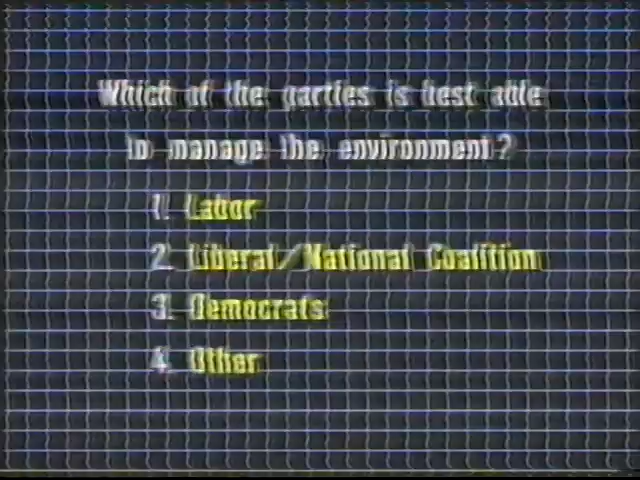 Which of the parties is best able
to manage the environment?
1. Labor
2. Liberal/National Coalition
3. Democrats
4. Other